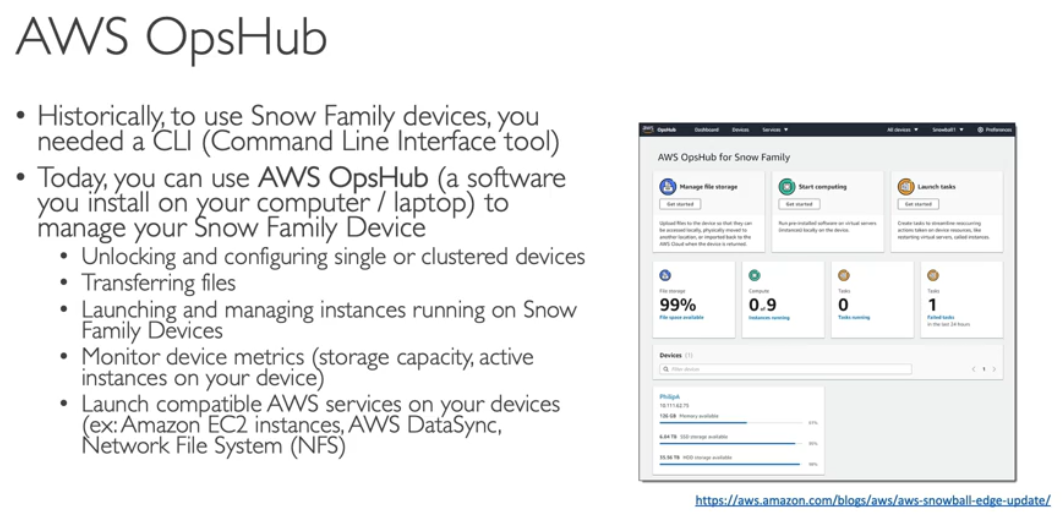 AWS OpsHub
• Historically, to use Snow Family devices, you
needed a CLI (Command Line Interface tool)
• Today, you can use AWS OpsHub (a software
you install on your computer / laptop) to
manage your Snow Family Device
• Unlocking and configuring single or clustered devices
• Transferring files
• Launching and managing instances running on Snow
Family Devices
• Monitor device metrics (storage capacity, active
instances on your device)
• Launch compatible AWS services on your devices
(ex: Amazon EC2 instances, AWS DataSync,
Network File System (NFS)
aws OpsHub Dashboard Devices Services ▼ All devices ▼ Snowball1 ▼ Preferences
AWS OpsHub for Snow Family
Manage file storage
Get started
Upload files to the device so that they can
be accessed locally, physically moved to
another location, or imported back to the
AWS Cloud when the device is returned.
Start computing
Get started
Run pre-installed software on virtual servers
(instances) locally on the device.
Launch tasks
Get started
Create tasks to streamline reoccurring
actions taken on device resources, like
restarting virtual servers, called instances.
File storage
99%
File space available
Compute
0 of 9
Instances running
Tasks
0
Tasks running
Tasks
1
Failed tasks
in the last 24 hours
Devices (1)
Filter devices
< 1 >
PhilipA
10.111.62.75
126 GB Memory available
61%
6.04 TB SSD storage available
35.56 TB HDD storage available
https://aws.amazon.com/blogs/aws/aws-snowball-edge-update/